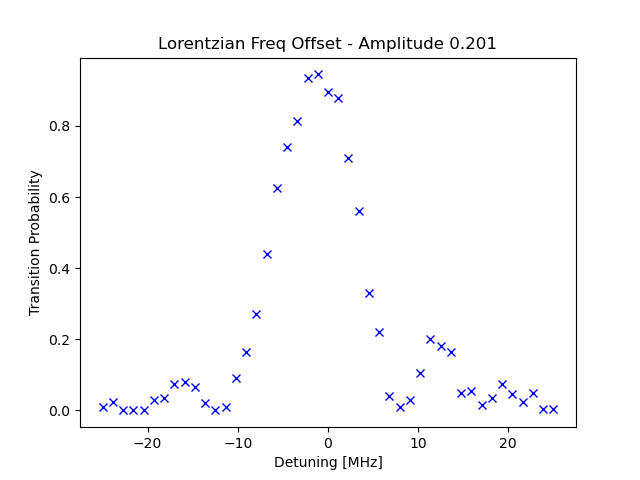 Lorentzian Freq Offset - Amplitude 0.201
Transition Probability
0.8
0.6
0.4
0.2
0.0
−20 −10 0 10 20
Detuning [MHz]